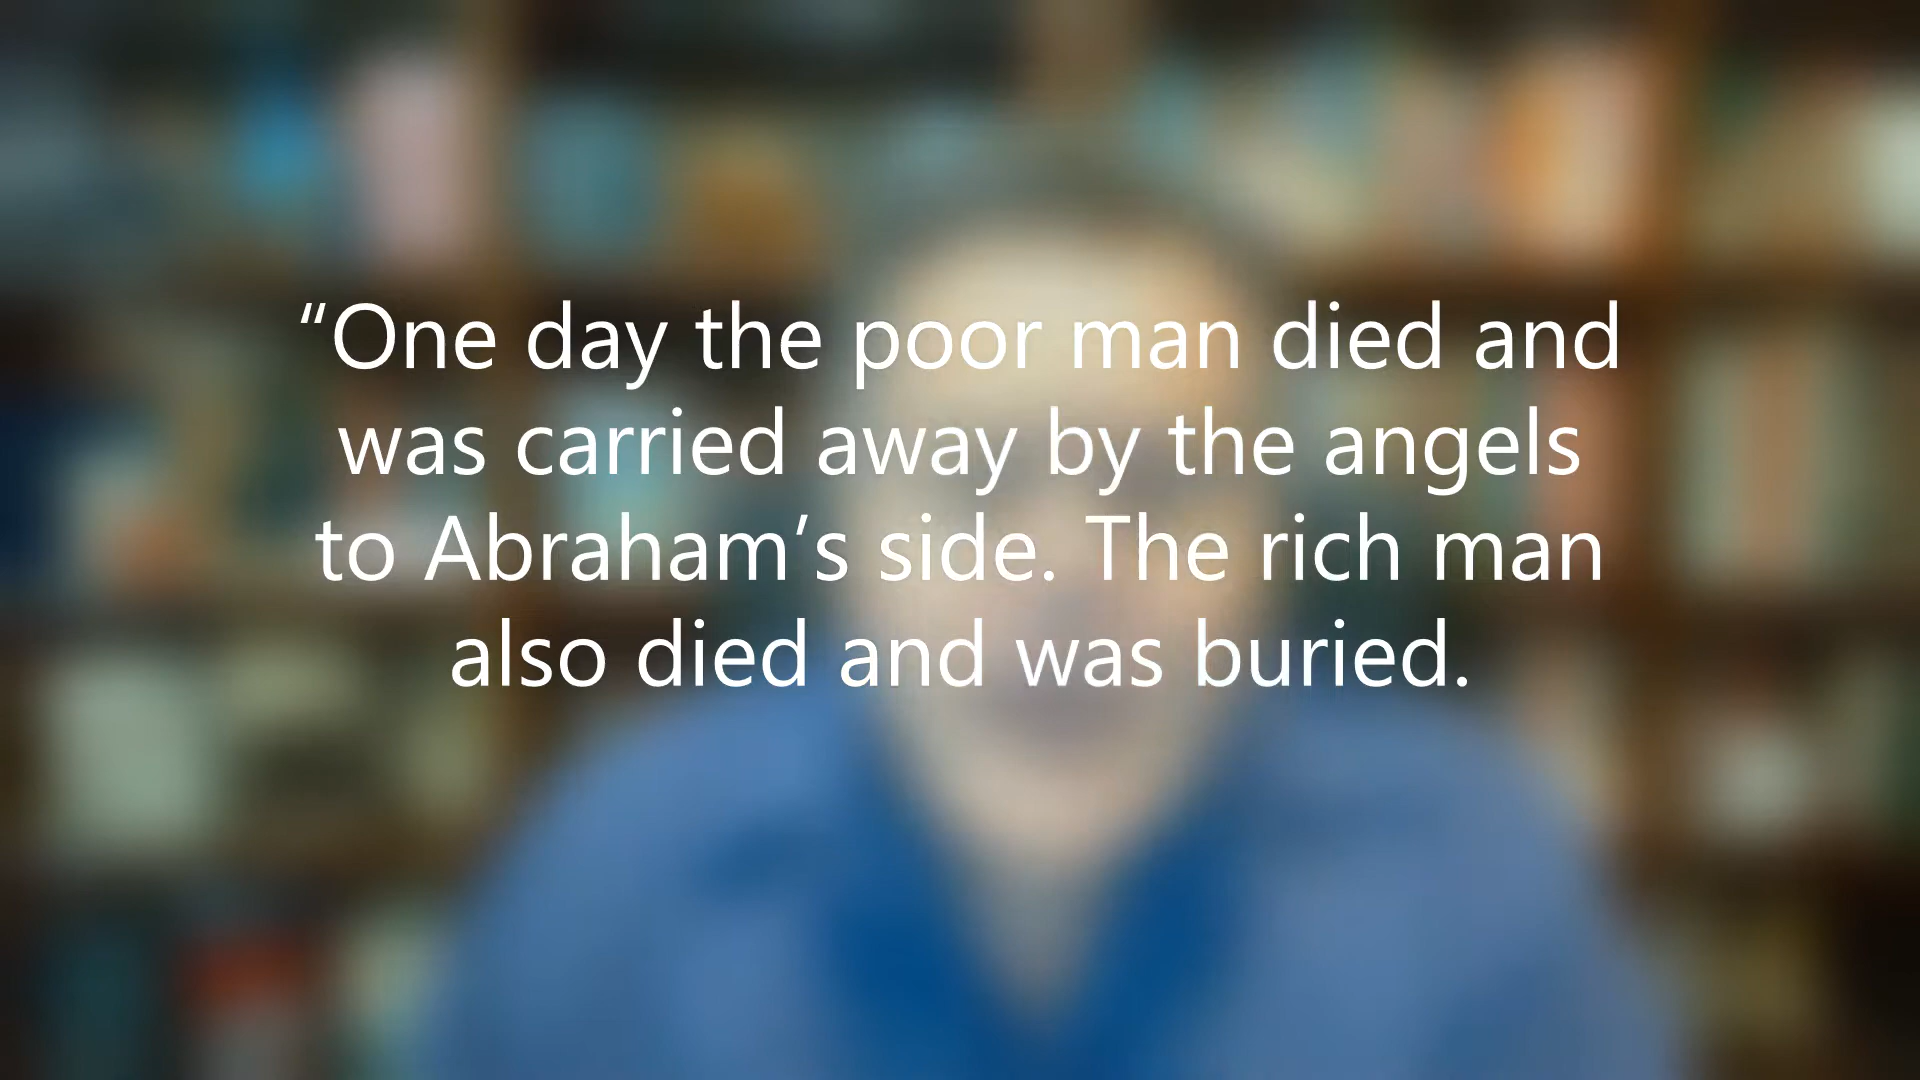 “One day the poor man died and
was carried away by the angels
to Abraham’s side. The rich man
also died and was buried.